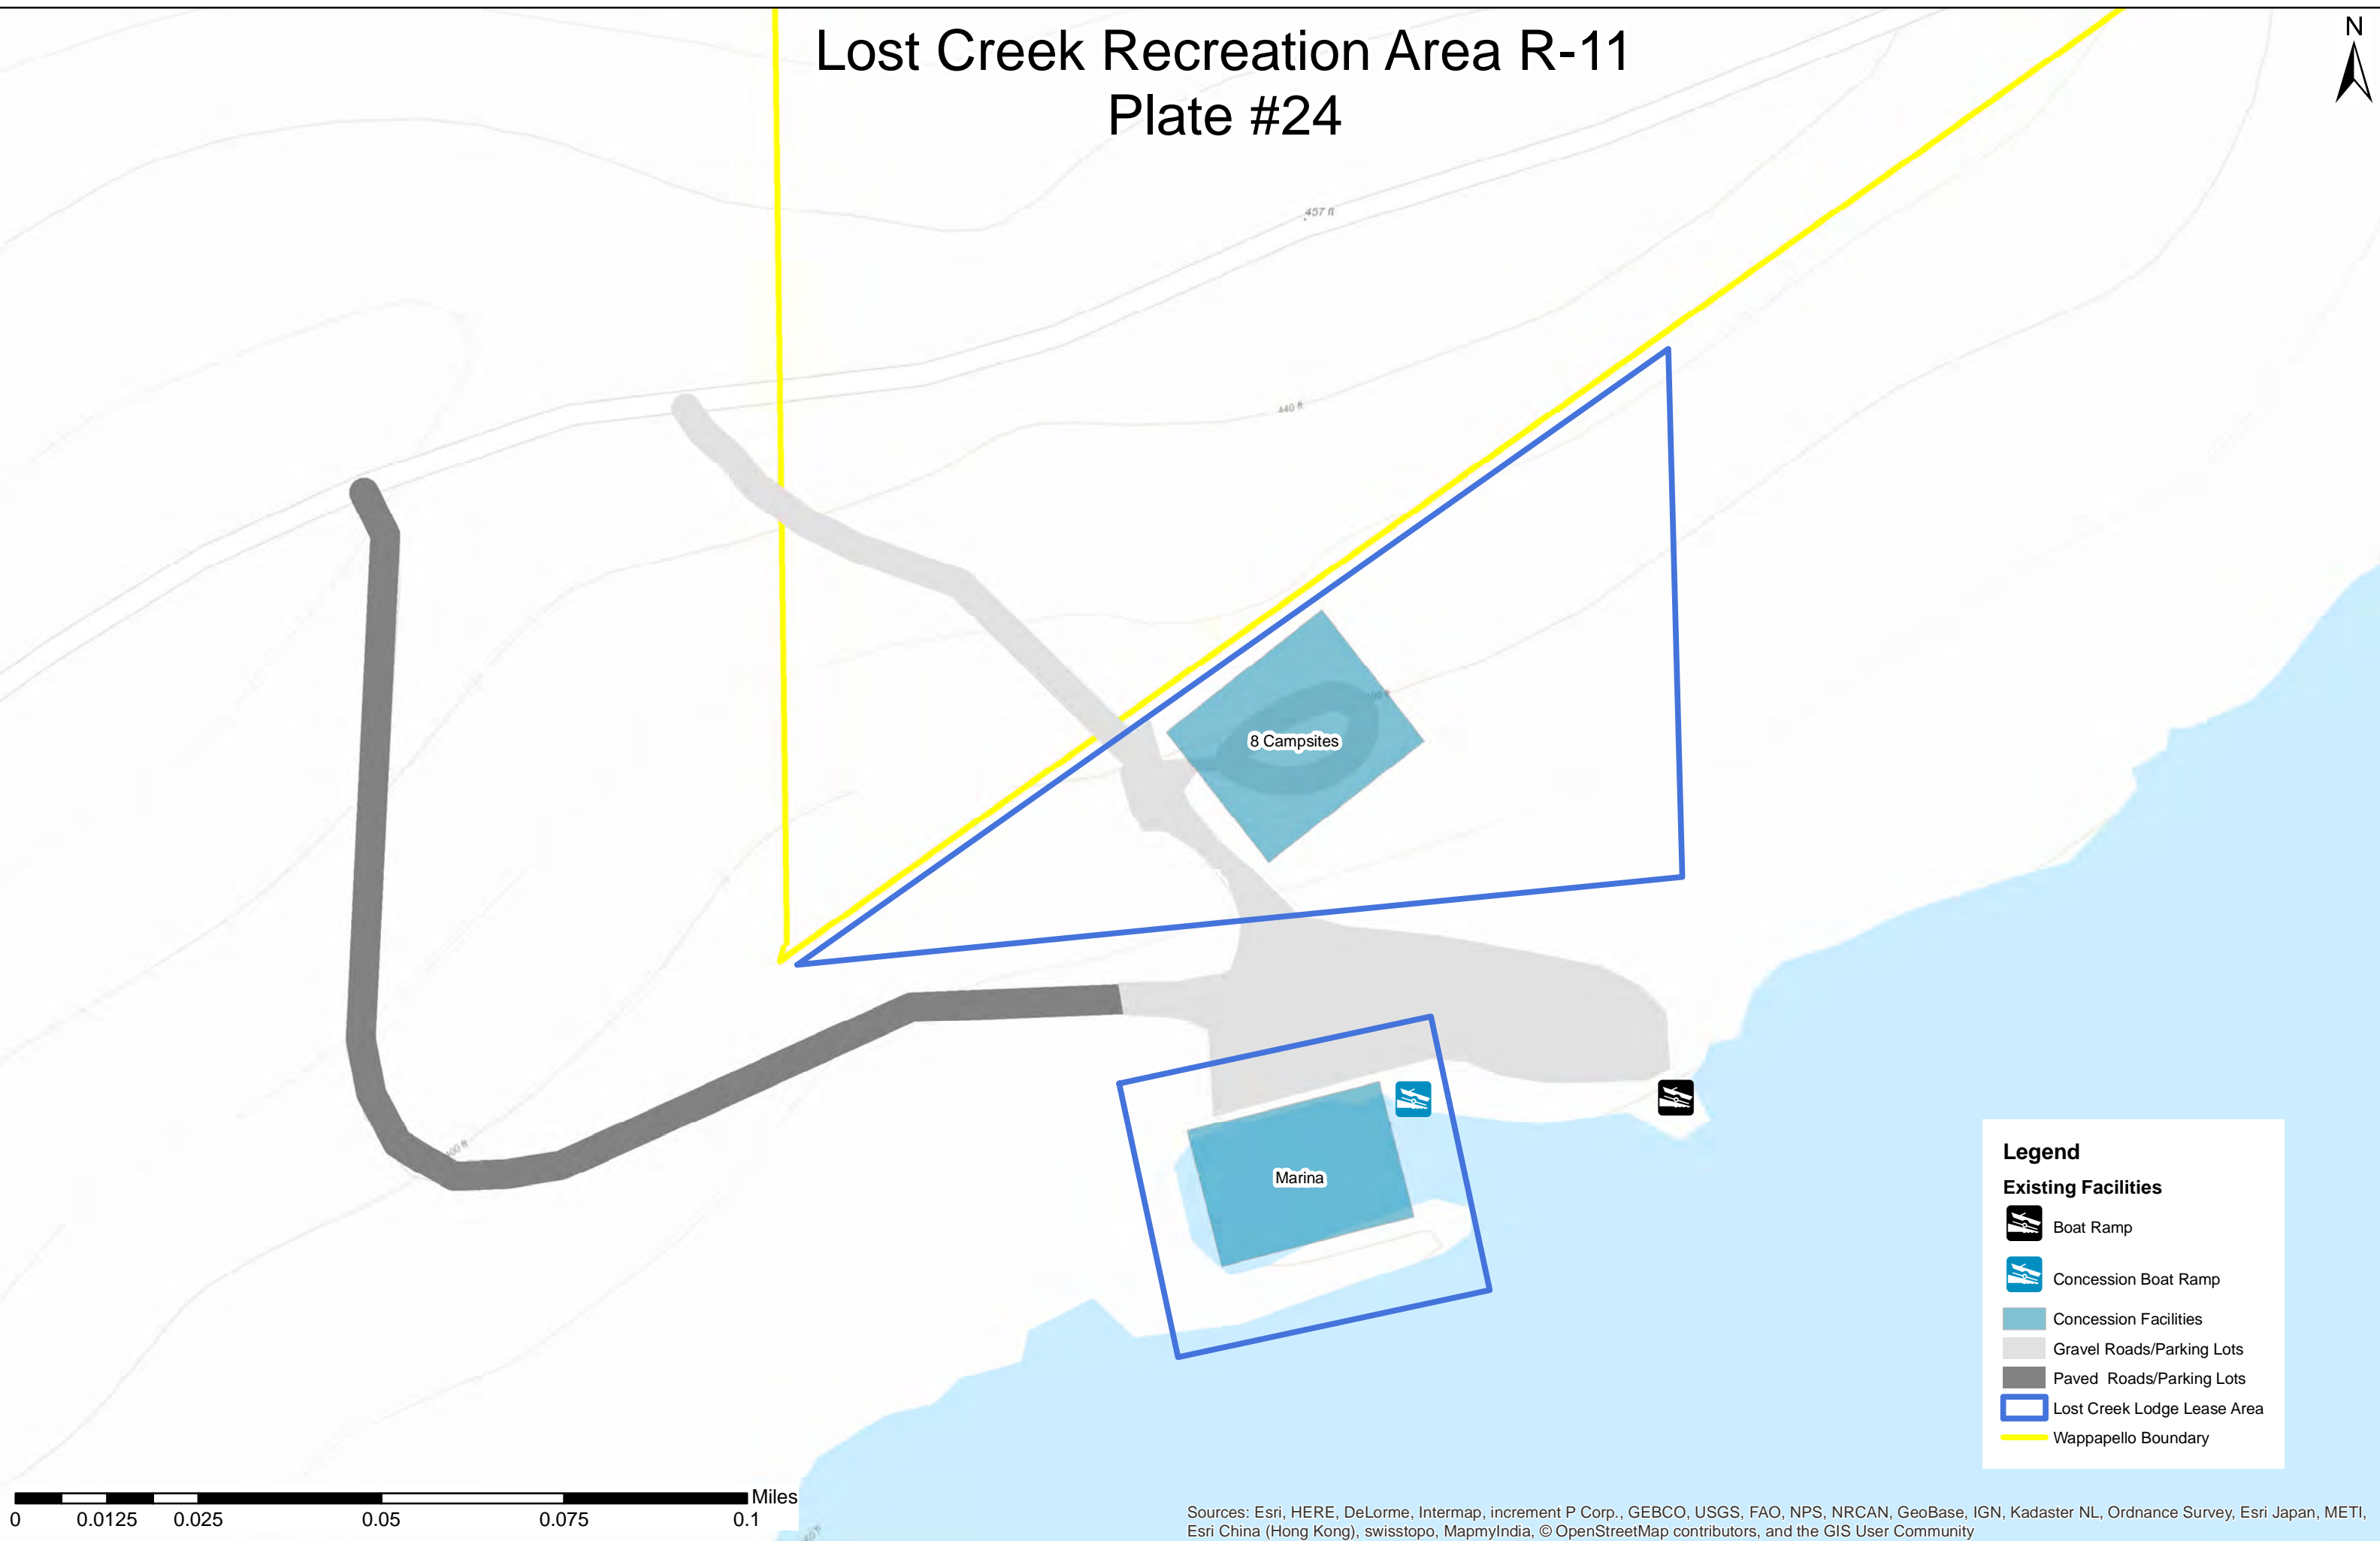 Lost Creek Recreation Area R-11
Plate #24
N
457 ft
440 ft
8 Campsites
Marina
Legend
Existing Facilities
Boat Ramp
Concession Boat Ramp
Concession Facilities
Gravel Roads/Parking Lots
Paved Roads/Parking Lots
Lost Creek Lodge Lease Area
Wappapello Boundary
Miles
0 0.0125 0.025 0.05 0.075 0.1
Sources: Esri, HERE, DeLorme, Intermap, increment P Corp., GEBCO, USGS, FAO, NPS, NRCAN, GeoBase, IGN, Kadaster NL, Ordnance Survey, Esri Japan, METI,
Esri China (Hong Kong), swisstopo, MapmyIndia, © OpenStreetMap contributors, and the GIS User Community